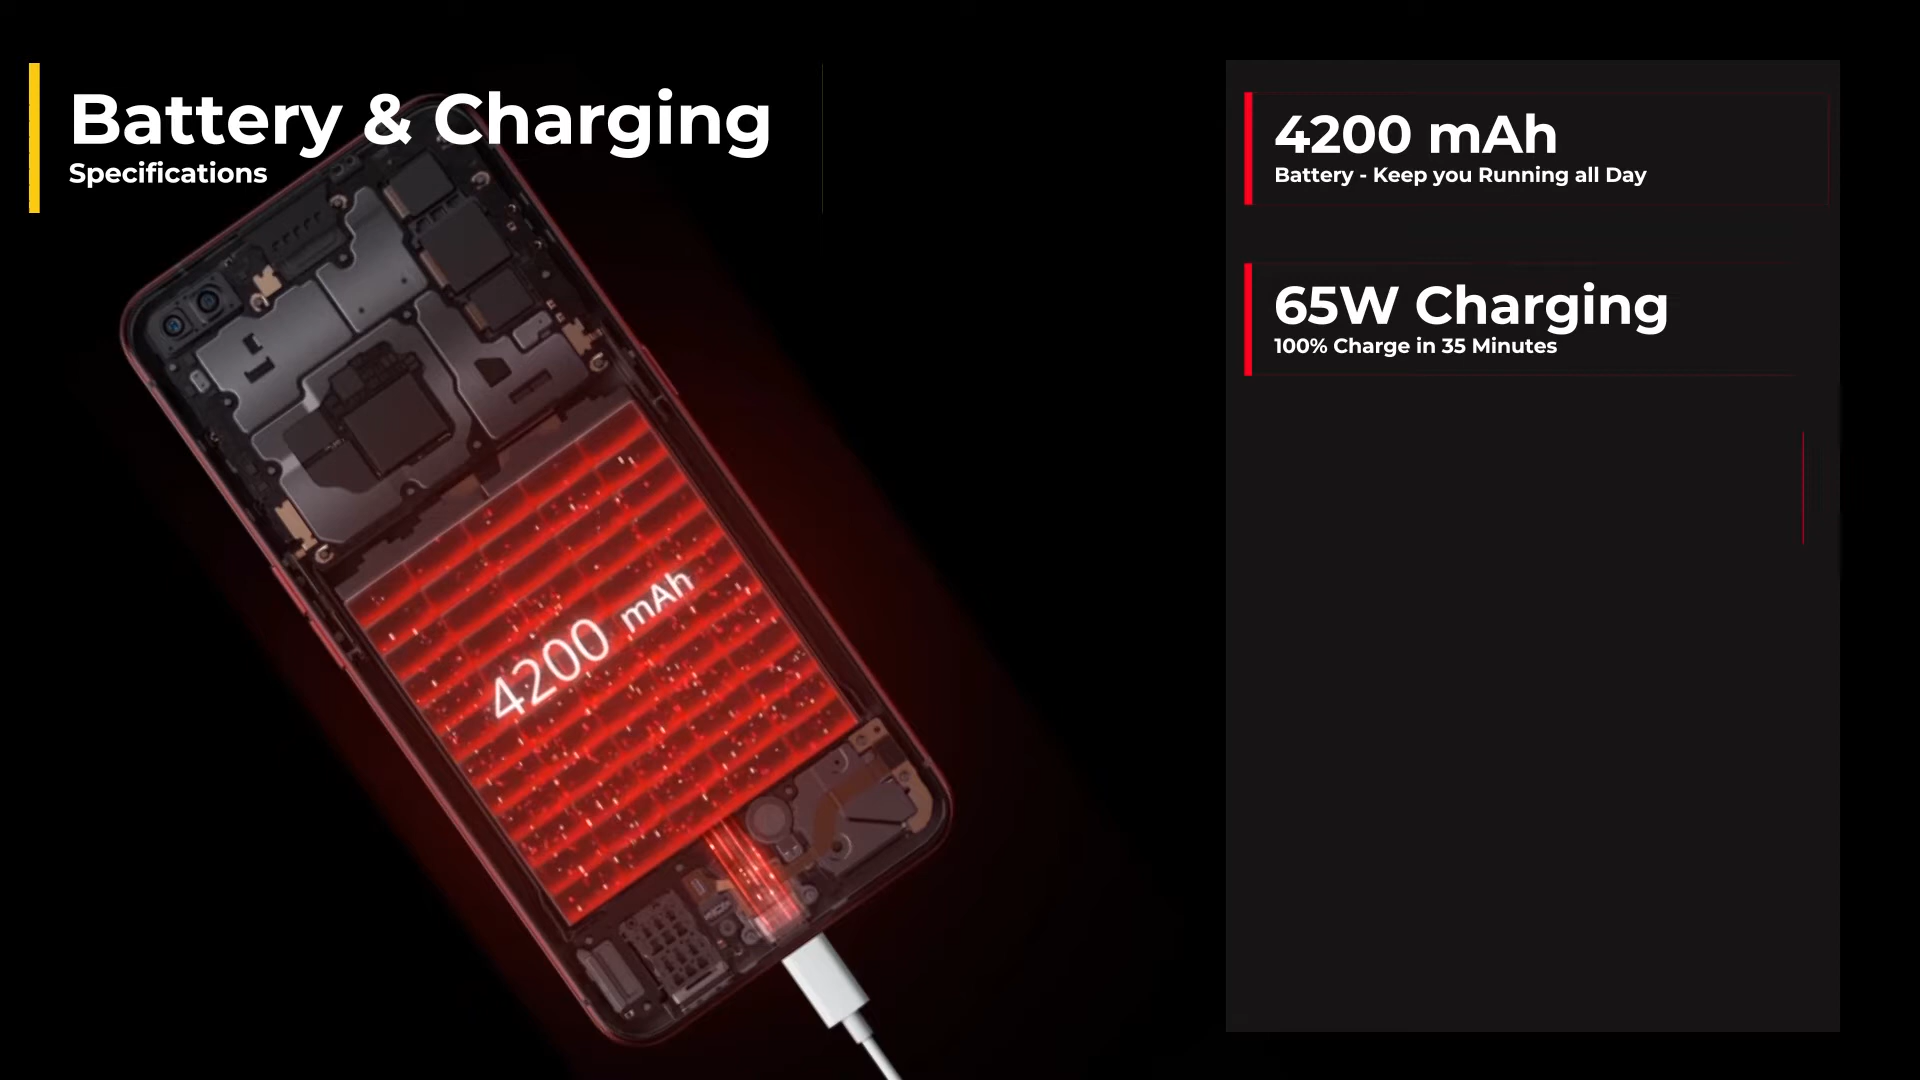 Battery & Charging
Specifications
4200 mAh
Battery - Keep you Running all Day
65W Charging
100% Charge in 35 Minutes
4200 mAh